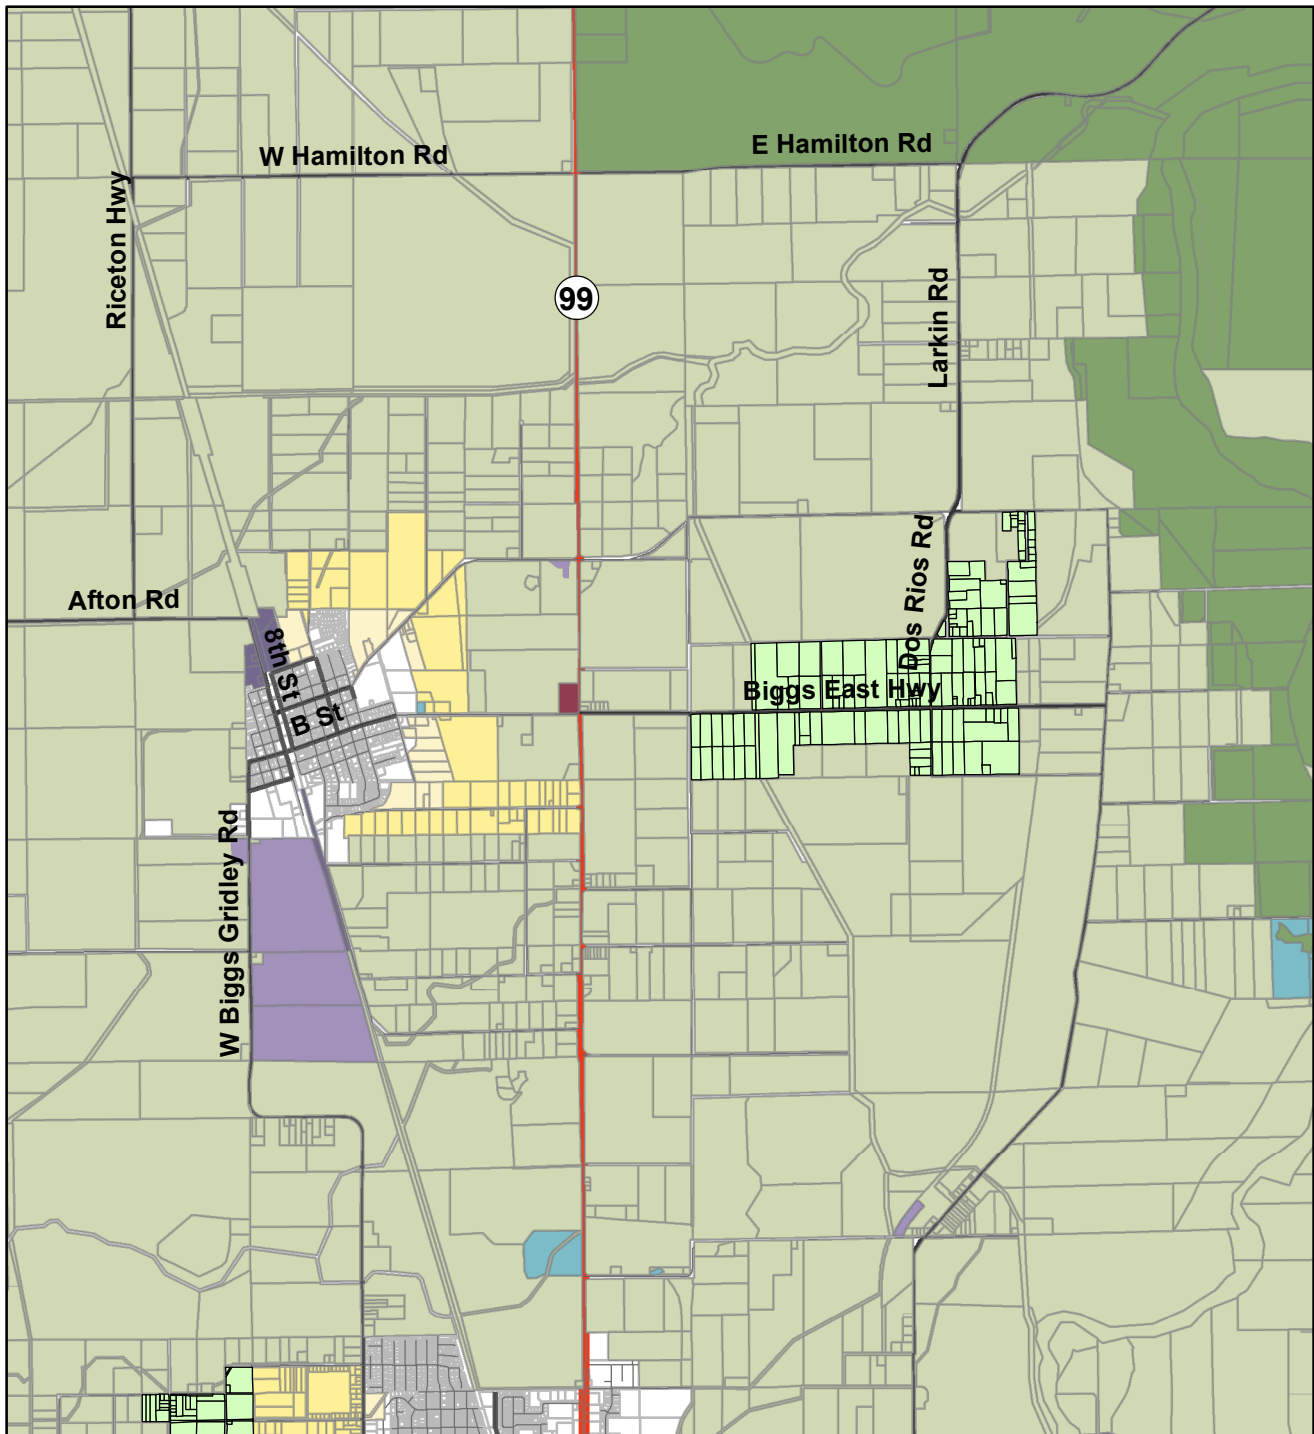 W Hamilton Rd
E Hamilton Rd
Riceton Hwy
99
Larkin Rd
Dos Rios Rd
Afton Rd
8th St
B St
Biggs East Hwy
W Biggs Gridley Rd